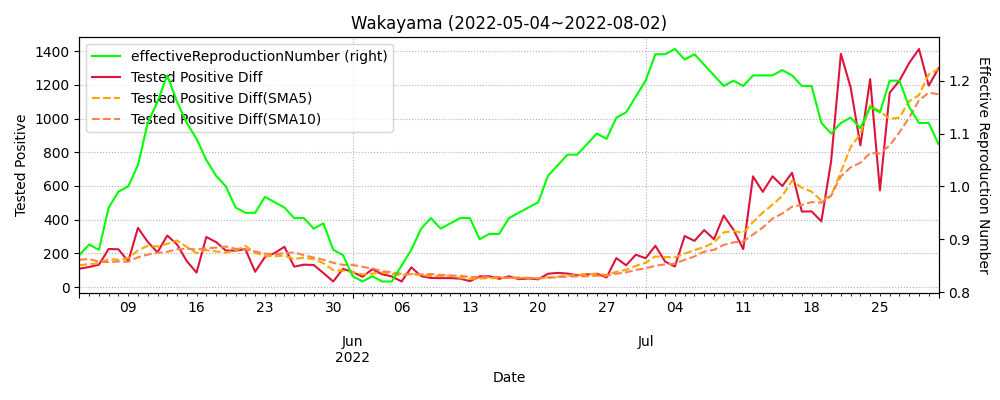 Wakayama (2022-05-04~2022-08-02)
effectiveReproductionNumber (right)
Tested Positive Diff
Tested Positive Diff(SMA5)
Tested Positive Diff(SMA10)
Tested Positive
1400
1200
1000
800
600
400
200
0
Effective Reproduction Number
1.2
1.1
1.0
0.9
0.8
09 16 23 30 06 13 20 27 04 11 18 25
Jun Jul
2022
Date